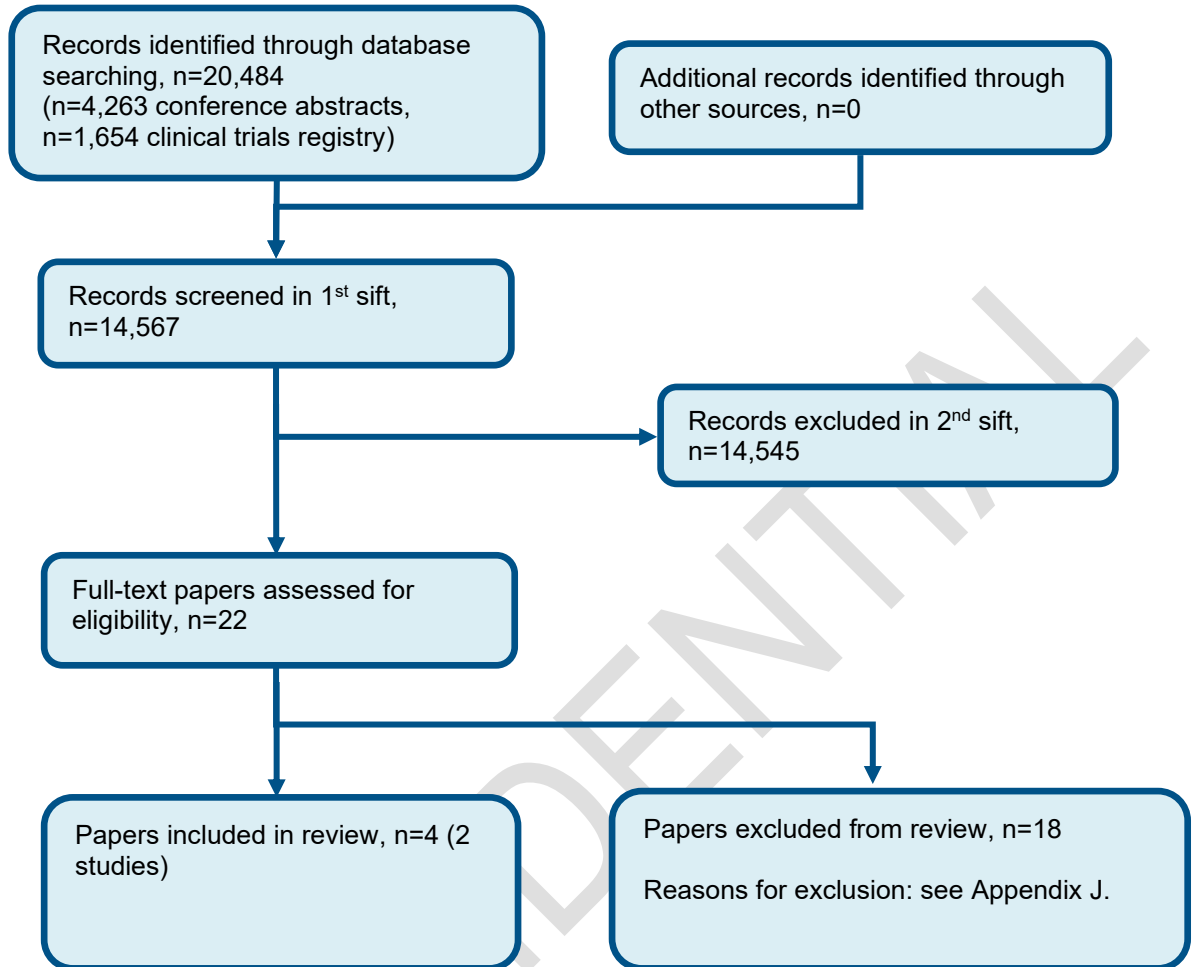 Records identified through database
searching, n=20,484
(n=4,263 conference abstracts,
n=1,654 clinical trials registry)
Additional records identified through
other sources, n=0
Records screened in 1st sift,
n=14,567
Records excluded in 2nd sift,
n=14,545
Full-text papers assessed for
eligibility, n=22
Papers included in review, n=4 (2
studies)
Papers excluded from review, n=18
Reasons for exclusion: see Appendix J.
IDENTIAL